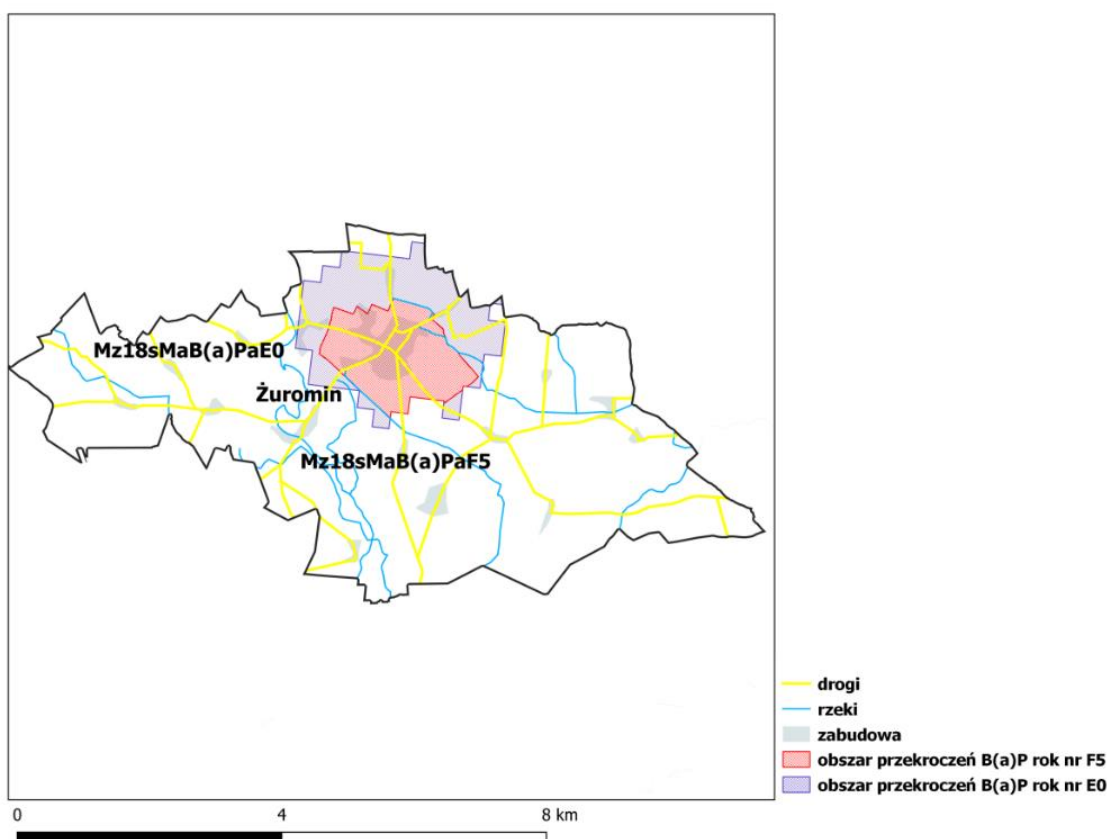 Mz18sMaB(a)PaE0
Żuromin
Mz18sMaB(a)PaF5
drogi
rzeki
zabudowa
obszar przekroczeń B(a)P rok nr F5
obszar przekroczeń B(a)P rok nr E0
0 4 8 km